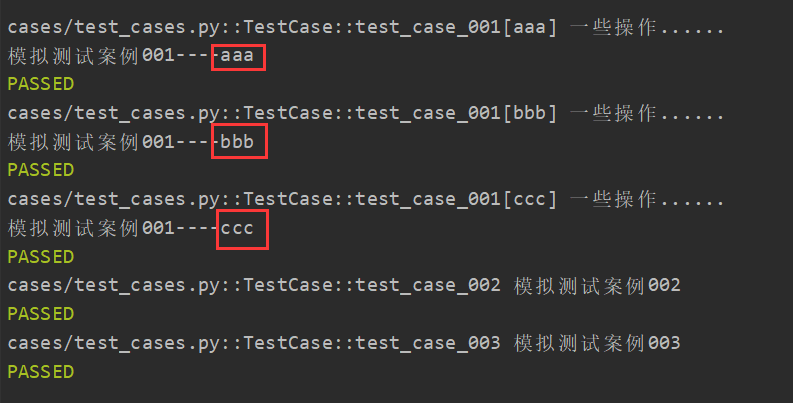 cases/test_cases.py::TestCase::test_case_001[aaa] 一些操作......
模拟测试案例001----aaa
PASSED
cases/test_cases.py::TestCase::test_case_001[bbb] 一些操作......
模拟测试案例001----bbb
PASSED
cases/test_cases.py::TestCase::test_case_001[ccc] 一些操作......
模拟测试案例001----ccc
PASSED
cases/test_cases.py::TestCase::test_case_002 模拟测试案例002
PASSED
cases/test_cases.py::TestCase::test_case_003 模拟测试案例003
PASSED